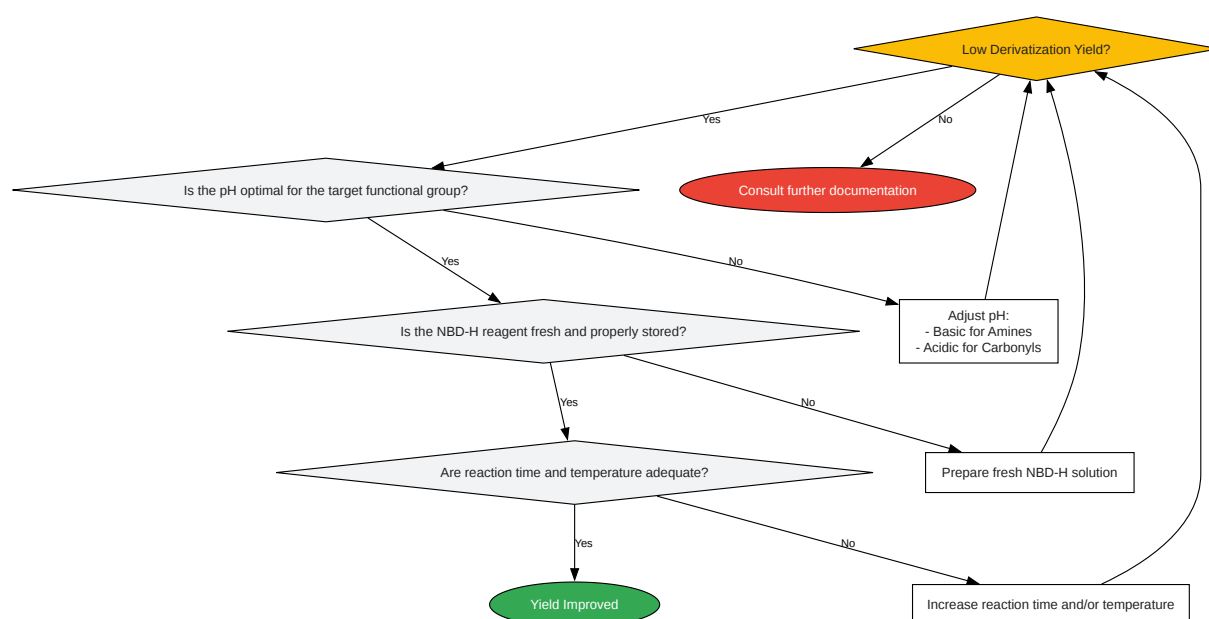 Low Derivatization Yield?
Yes
No
Is the pH optimal for the target functional group?
Consult further documentation
Yes
No
Adjust pH:
- Basic for Amines
- Acidic for Carbonyls
Is the NBD-H reagent fresh and properly stored?
Yes
No
Are reaction time and temperature adequate?
Prepare fresh NBD-H solution
Yes
No
Yield Improved
Increase reaction time and/or temperature